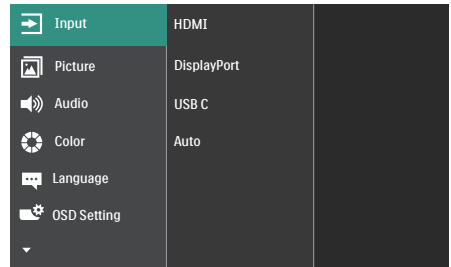 Input
HDMI
Picture
DisplayPort
Audio
USB C
Color
Auto
Language
OSD Setting